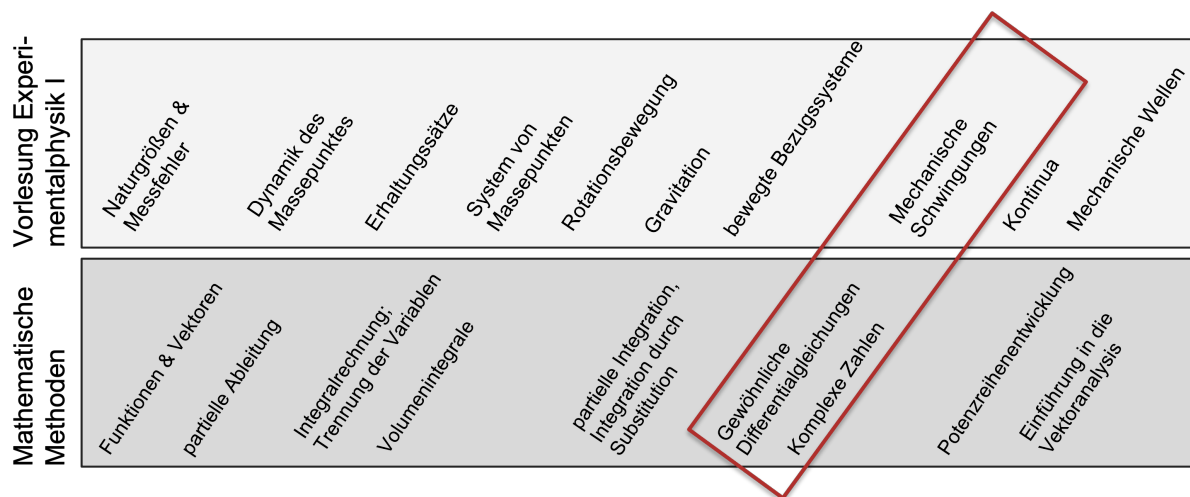 Vorlesung Experi-
mentalphysik I
Naturgrößen &
Messfehler
Dynamik des
Massepunktes
Erhaltungssätze
System von
Massepunkten
Rotationsbewegung
Gravitation
bewegte Bezugssysteme
Mechanische
Schwingungen
Kontinua
Mechanische Wellen
Mathematische
Methoden
Funktionen & Vektoren
partielle Ableitung
Integralrechnung;
Trennung der Variablen
Volumenintegrale
partielle Integration,
Integration durch
Substitution
Gewöhnliche
Differentialgleichungen
Komplexe Zahlen
Potenzreihenentwicklung
Einführung in die
Vektoranalysis